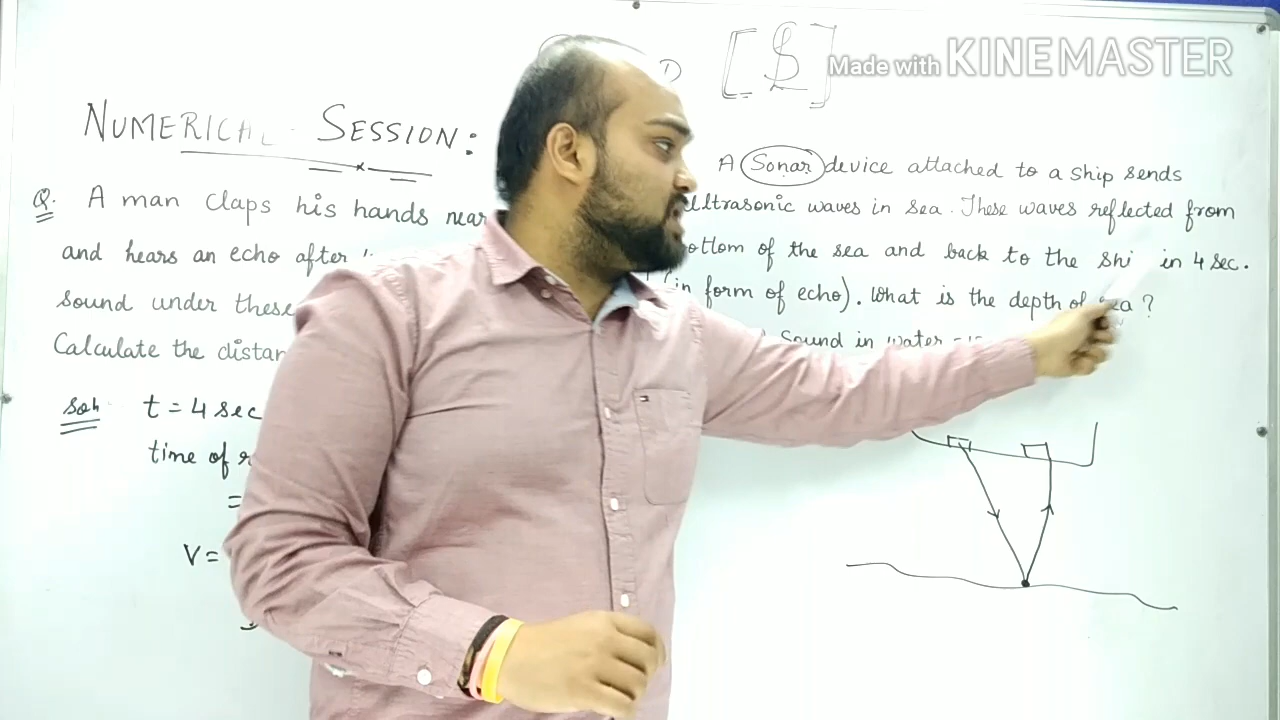 Made with KINEMASTER
[$]
NUMERICAL SESSION:
Q. A man claps his hands near
and hears an echo after
sound under these
Calculate the distan
Soln t = 4 sec
time of r
=
V =
A Sonar device attached to a ship sends
ultrasonic waves in sea. These waves reflected from
bottom of the sea and back to the shi in 4 sec.
(in form of echo). What is the depth of sea ?
Sound in water =